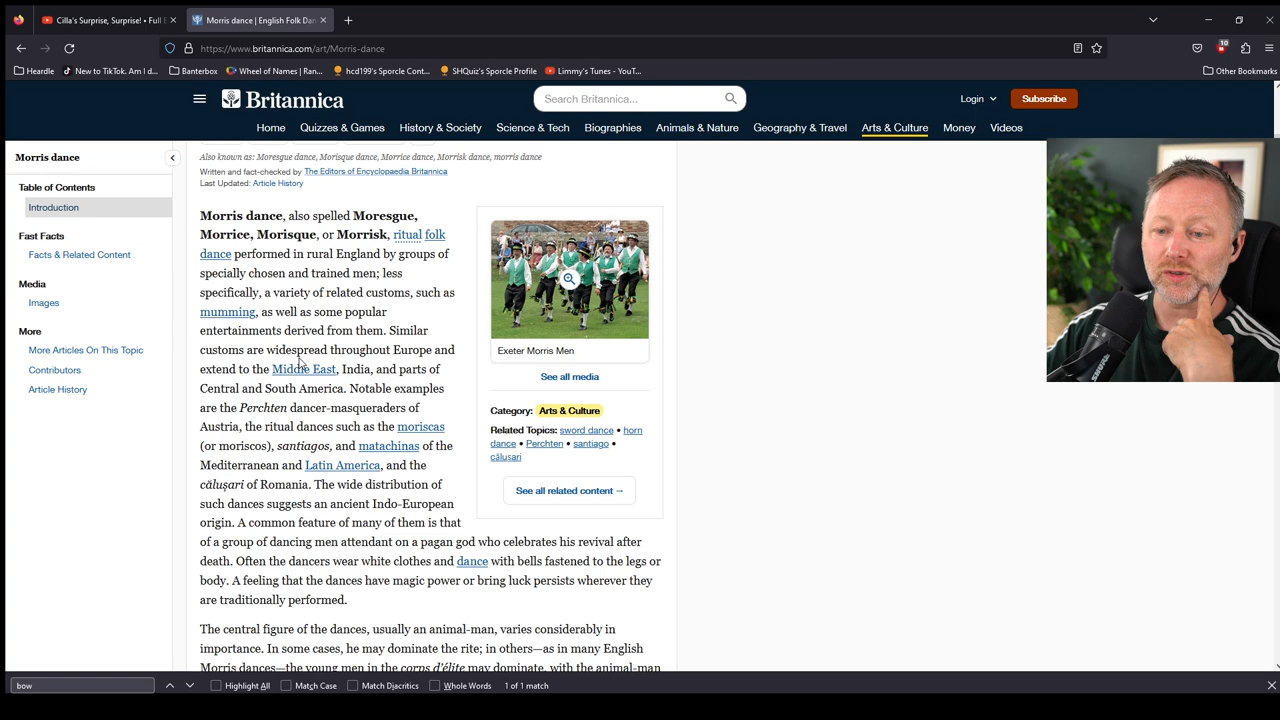 Cilla's Surprise, Surprise! • Full E
Morris dance | English Folk Dan
https://www.britannica.com/art/Morris-dance
10
Heardle
New to TikTok. Am I d...
Banterbox
Wheel of Names | Ran...
hcd199's Sporcle Cont...
SHQuiz's Sporcle Profile
Limmy's Tunes - YouT...
Other Bookmarks
Britannica
Search Britannica...
Login
Subscribe
Home
Quizzes & Games
History & Society
Science & Tech
Biographies
Animals & Nature
Geography & Travel
Arts & Culture
Money
Videos
Morris dance
Table of Contents
Introduction
Fast Facts
Facts & Related Content
Media
Images
More
More Articles On This Topic
Contributors
Article History
Also known as: Moresgue dance, Morisque dance, Morrice dance, Morrisk dance, morris dance
Written and fact-checked by The Editors of Encyclopaedia Britannica
Last Updated: Article History
Morris dance, also spelled Moresgue,
Morrice, Morisque, or Morrisk, ritual folk
dance performed in rural England by groups of
specially chosen and trained men; less
specifically, a variety of related customs, such as
mumming, as well as some popular
entertainments derived from them. Similar
customs are widespread throughout Europe and
extend to the Middle East, India, and parts of
Central and South America. Notable examples
are the Perchten dancer-masqueraders of
Austria, the ritual dances such as the moriscas
(or moriscos), santiagos, and matachinas of the
Mediterranean and Latin America, and the
călușari of Romania. The wide distribution of
such dances suggests an ancient Indo-European
origin. A common feature of many of them is that
of a group of dancing men attendant on a pagan god who celebrates his revival after
death. Often the dancers wear white clothes and dance with bells fastened to the legs or
body. A feeling that the dances have magic power or bring luck persists wherever they
are traditionally performed.
The central figure of the dances, usually an animal-man, varies considerably in
importance. In some cases, he may dominate the rite; in others—as in many English
Morris dances—the young men in the corps d'élite may dominate, with the animal-man
Exeter Morris Men
See all media
Category: Arts & Culture
Related Topics: sword dance • horn
dance • Perchten • santiago •
călușari
See all related content →
bow
Highlight All
Match Case
Match Diacritics
Whole Words
1 of 1 match